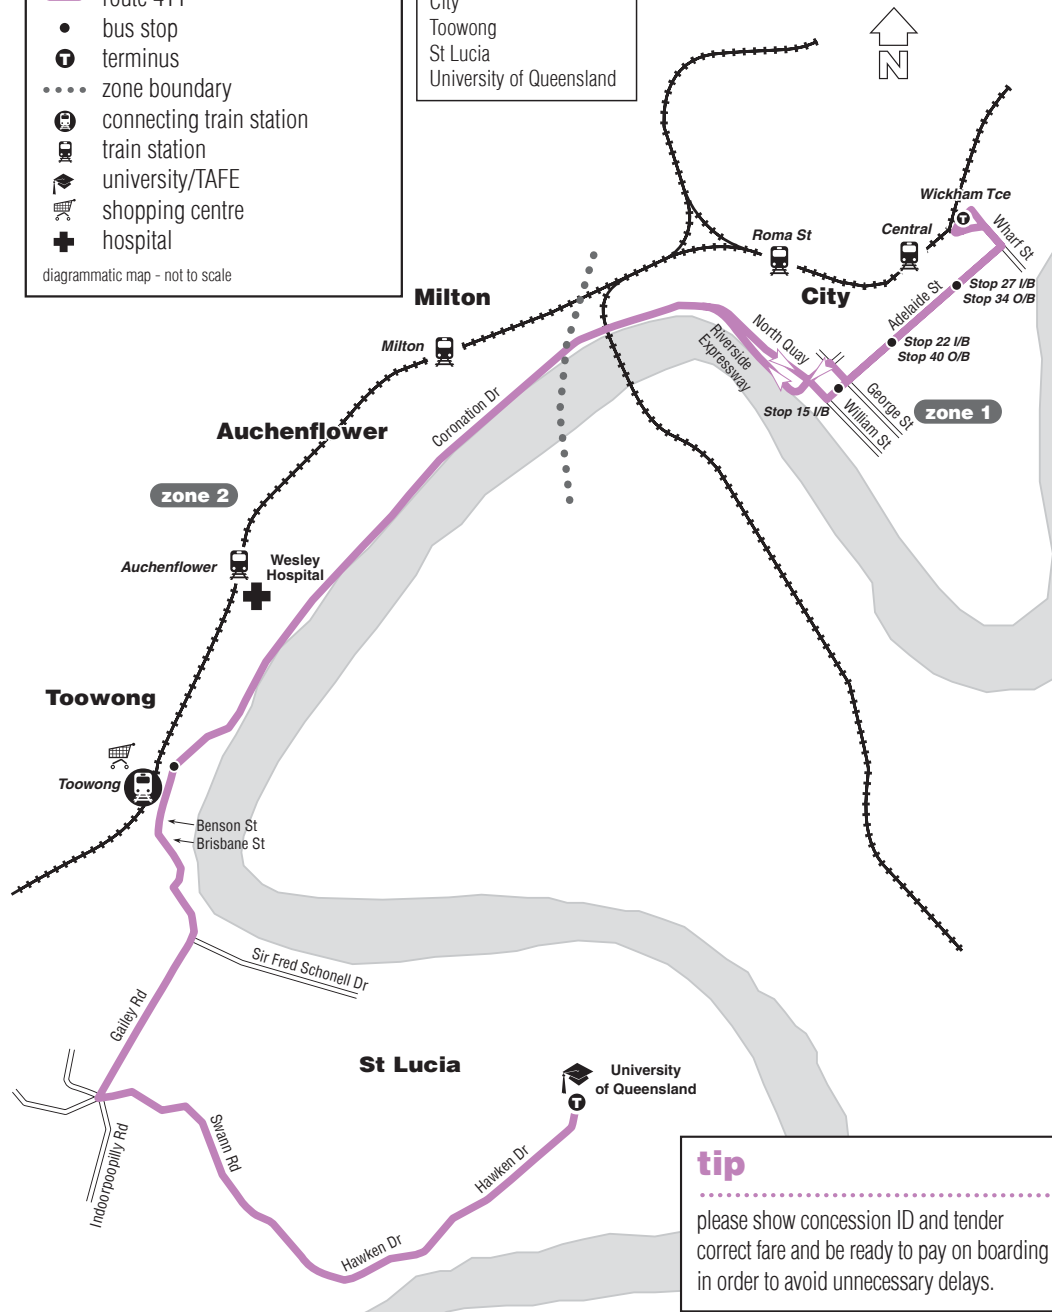 bus stop
terminus
zone boundary
connecting train station
train station
university/TAFE
shopping centre
hospital
diagrammatic map - not to scale
City
Toowong
St Lucia
University of Queensland
N
Wickham Tce
Wharf St
Central
Roma St
City
Stop 27 I/B
Stop 34 O/B
Adelaide St
Stop 22 I/B
Stop 40 O/B
North Quay
Riverside
Expressway
George St
William St
Stop 15 I/B
zone 1
Milton
Milton
Coronation Dr
Auchenflower
zone 2
Auchenflower
Wesley
Hospital
Toowong
Toowong
Benson St
Brisbane St
Sir Fred Schonell Dr
Gailey Rd
St Lucia
University
of Queensland
Swann Rd
Indooroopilly Rd
Hawken Dr
Hawken Dr
tip
please show concession ID and tender
correct fare and be ready to pay on boarding
in order to avoid unnecessary delays.